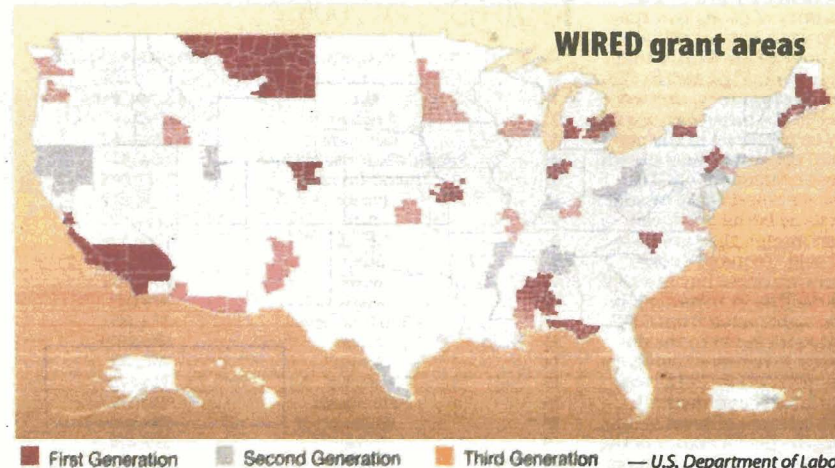 WIRED grant areas
First Generation
Second Generation
Third Generation
— U.S. Department of Labo